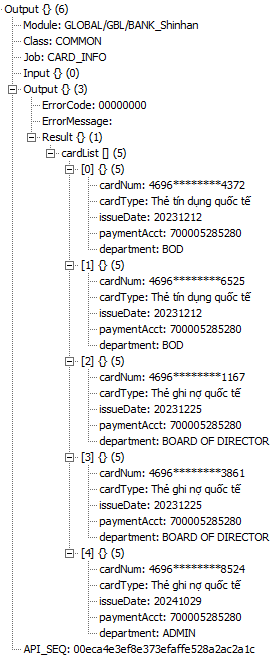 Output {} (6)
Module: GLOBAL/GBL/BANK_Shinhan
Class: COMMON
Job: CARD_INFO
Input {} (0)
Output {} (3)
ErrorCode: 00000000
ErrorMessage:
Result {} (1)
cardList [] (5)
[0] {} (5)
cardNum: 4696********4372
cardType: Thẻ tín dụng quốc tế
issueDate: 20231212
paymentAcct: 700005285280
department: BOD
[1] {} (5)
cardNum: 4696********6525
cardType: Thẻ tín dụng quốc tế
issueDate: 20231212
paymentAcct: 700005285280
department: BOD
[2] {} (5)
cardNum: 4696********1167
cardType: Thẻ ghi nợ quốc tế
issueDate: 20231225
paymentAcct: 700005285280
department: BOARD OF DIRECTOR
[3] {} (5)
cardNum: 4696********3861
cardType: Thẻ ghi nợ quốc tế
issueDate: 20231225
paymentAcct: 700005285280
department: BOARD OF DIRECTOR
[4] {} (5)
cardNum: 4696********8524
cardType: Thẻ ghi nợ quốc tế
issueDate: 20241029
paymentAcct: 700005285280
department: ADMIN
API_SEQ: 00eca4e3ef8e373efaffe528a2ac2a1c